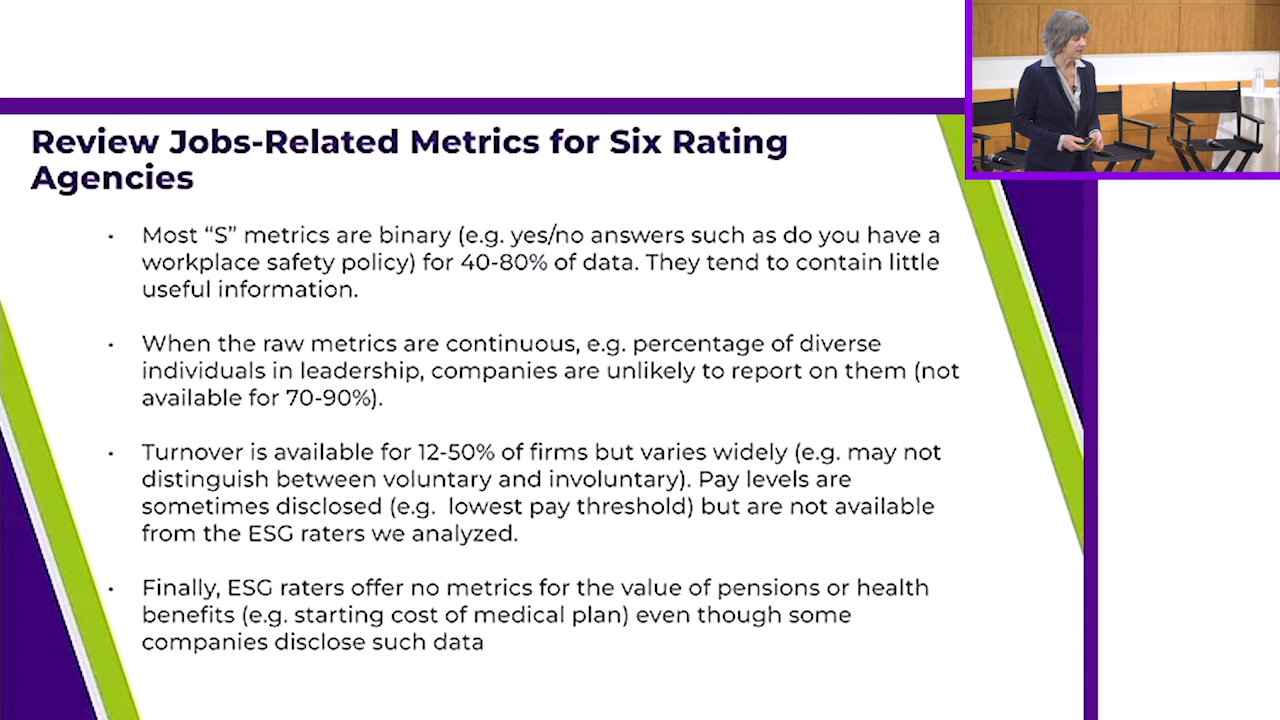 Review Jobs-Related Metrics for Six Rating
Agencies
• Most “S” metrics are binary (e.g. yes/no answers such as do you have a
workplace safety policy) for 40-80% of data. They tend to contain little
useful information.
• When the raw metrics are continuous, e.g. percentage of diverse
individuals in leadership, companies are unlikely to report on them (not
available for 70-90%).
• Turnover is available for 12-50% of firms but varies widely (e.g. may not
distinguish between voluntary and involuntary). Pay levels are
sometimes disclosed (e.g.  lowest pay threshold) but are not available
from the ESG raters we analyzed.
• Finally, ESG raters offer no metrics for the value of pensions or health
benefits (e.g. starting cost of medical plan) even though some
companies disclose such data